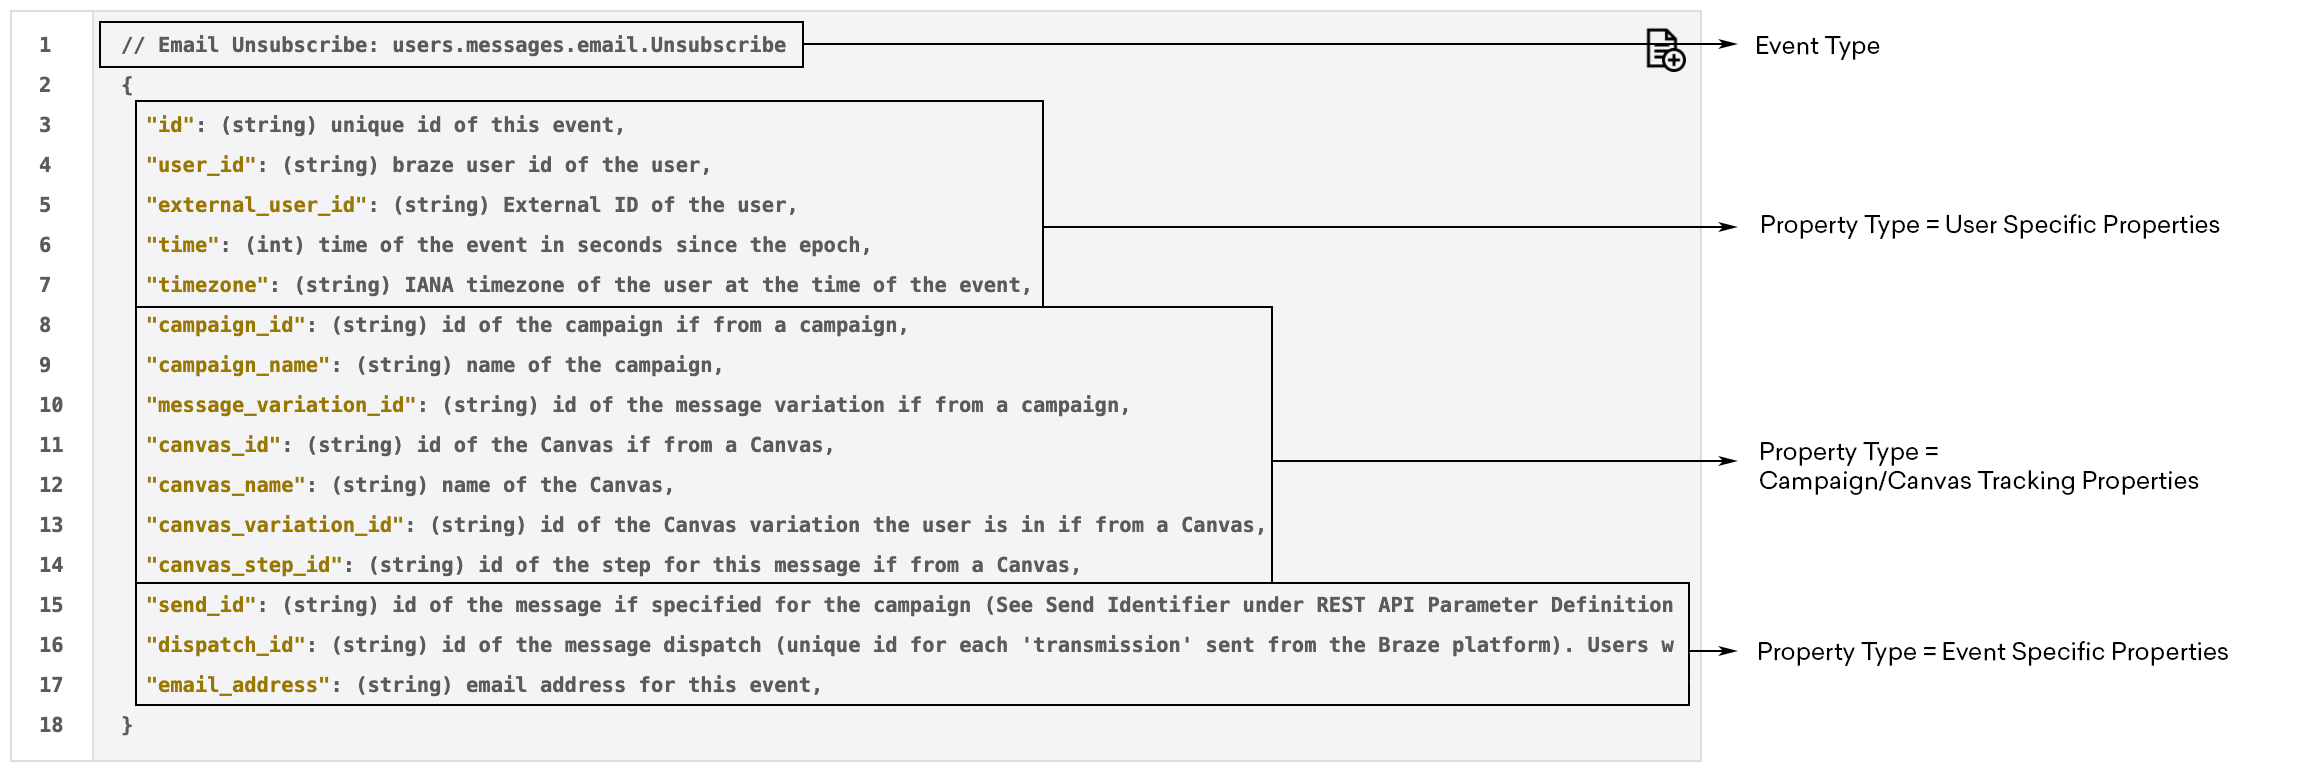 1 // Email Unsubscribe: users.messages.email.Unsubscribe
Event Type
2 {
3 "id": (string) unique id of this event,
4 "user_id": (string) braze user id of the user,
5 "external_user_id": (string) External ID of the user,
Property Type = User Specific Properties
6 "time": (int) time of the event in seconds since the epoch,
7 "timezone": (string) IANA timezone of the user at the time of the event,
8 "campaign_id": (string) id of the campaign if from a campaign,
9 "campaign_name": (string) name of the campaign,
10 "message_variation_id": (string) id of the message variation if from a campaign,
11 "canvas_id": (string) id of the Canvas if from a Canvas,
Property Type =
Campaign/Canvas Tracking Properties
12 "canvas_name": (string) name of the Canvas,
13 "canvas_variation_id": (string) id of the Canvas variation the user is in if from a Canvas,
14 "canvas_step_id": (string) id of the step for this message if from a Canvas,
15 "send_id": (string) id of the message if specified for the campaign (See Send Identifier under REST API Parameter Definition
16 "dispatch_id": (string) id of the message dispatch (unique id for each 'transmission' sent from the Braze platform). Users w
Property Type = Event Specific Properties
17 "email_address": (string) email address for this event,
18 }